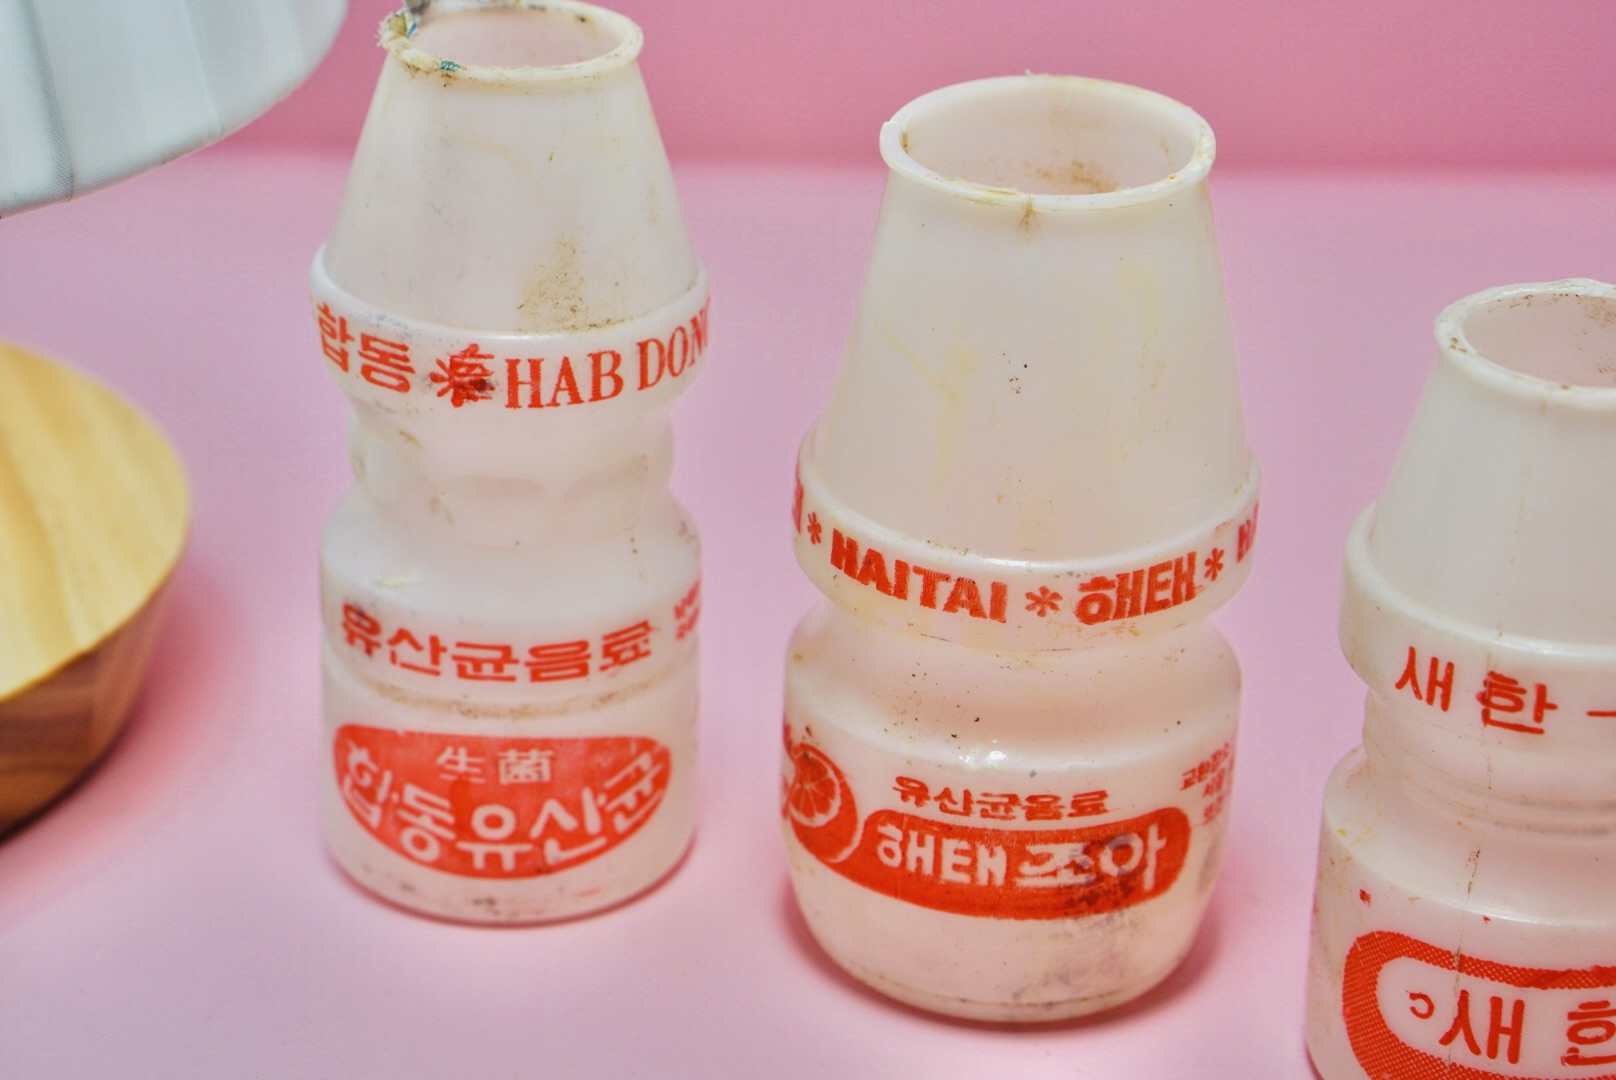 합동 * HAB DONG
유산균음료
生菌
합동유산균
* HAITAI * 해태 *
유산균음료
해태 조아
새 한
새 한